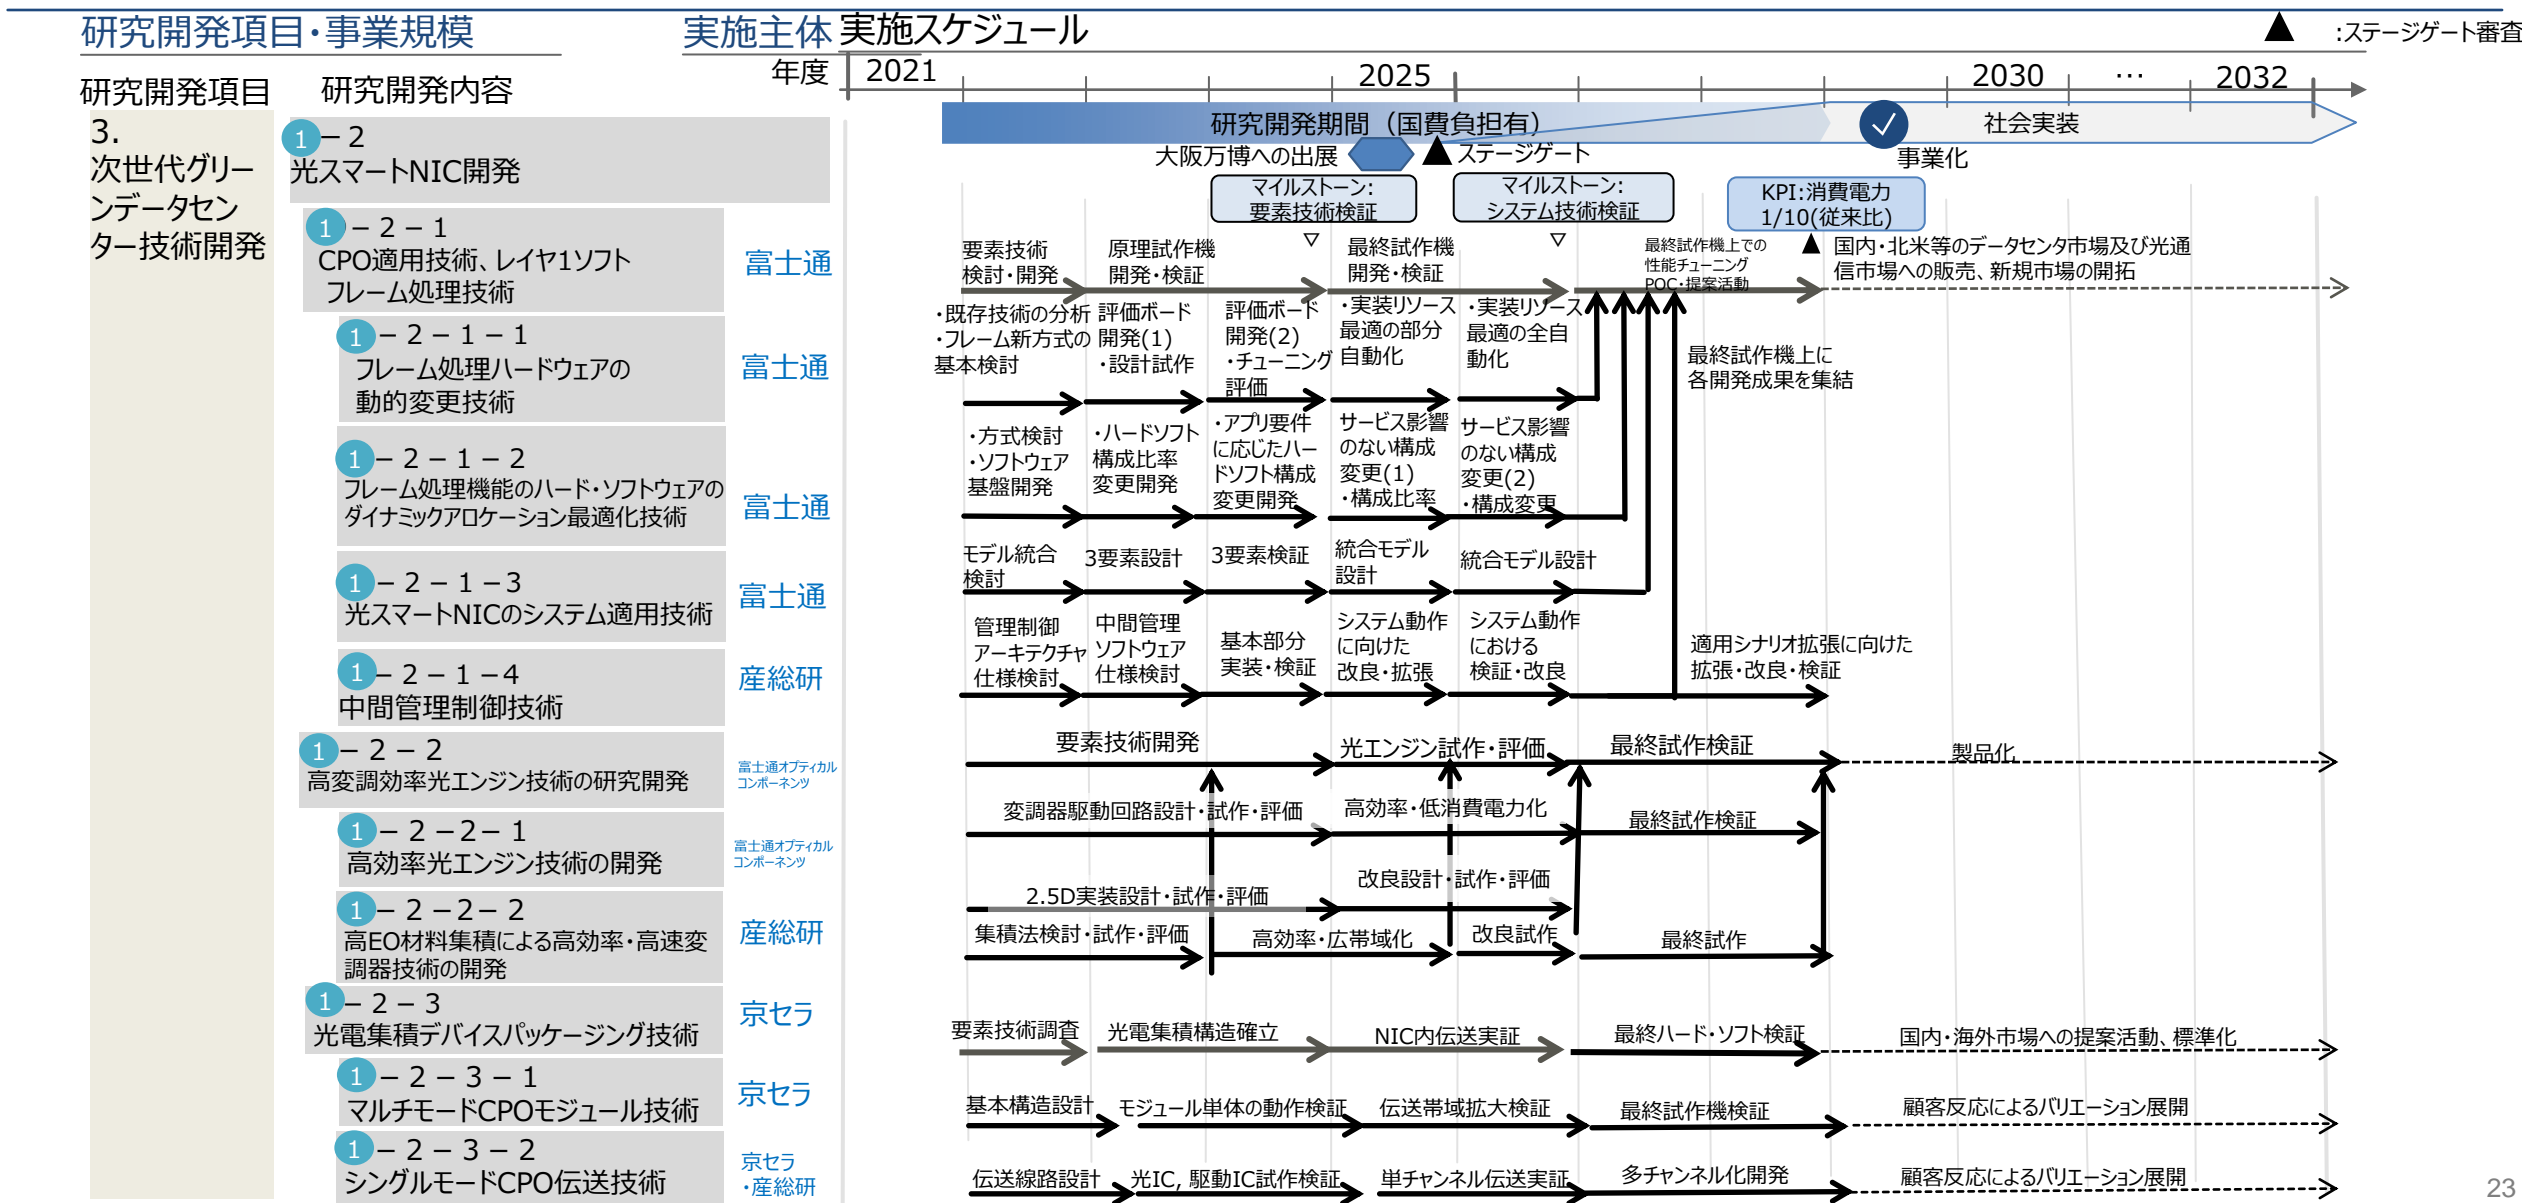 研究開発項目・事業規模
実施主体
実施スケジュール
▲ :ステージゲート審査
年度
2021
2025
2030
…
2032
研究開発項目
研究開発内容
3.
次世代グリー
ンデータセン
ター技術開発
研究開発期間（国費負担有）
社会実装
大阪万博への出展
▲ ステージゲート
事業化
マイルストーン:
要素技術検証
マイルストーン:
システム技術検証
KPI:消費電力
1/10(従来比)
1－2
光スマートNIC開発
1－2－1
CPO適用技術、レイヤ1ソフト
フレーム処理技術
富士通
要素技術
検討・開発
原理試作機
開発・検証
最終試作機
開発・検証
最終試作機上での
性能チューニング
POC・提案活動
国内・北米等のデータセンタ市場及び光通
信市場への販売、新規市場の開拓
1－2－1－1
フレーム処理ハードウェアの
動的変更技術
富士通
・既存技術の分析
・フレーム新方式の
基本検討
評価ボード
開発(1)
・設計試作
評価ボード
開発(2)
・チューニング
評価
・実装リソース
最適の部分
自動化
・実装リソース
最適の全自
動化
最終試作機上に
各開発成果を集結
1－2－1－2
フレーム処理機能のハード・ソフトウェアの
ダイナミックアロケーション最適化技術
富士通
・方式検討
・ソフトウェア
基盤開発
・ハードソフト
構成比率
変更開発
・アプリ要件
に応じたハー
ドソフト構成
変更開発
サービス影響
のない構成
変更(1)
・構成比率
サービス影響
のない構成
変更(2)
・構成変更
1－2－1－3
光スマートNICのシステム適用技術
富士通
モデル統合
検討
3要素設計
3要素検証
統合モデル
設計
統合モデル設計
1－2－1－4
中間管理制御技術
産総研
管理制御
アーキテクチャ
仕様検討
中間管理
ソフトウェア
仕様検討
基本部分
実装・検証
システム動作
に向けた
改良・拡張
システム動作
における
検証・改良
適用シナリオ拡張に向けた
拡張・改良・検証
1－2－2
高変調効率光エンジン技術の研究開発
富士通オプティカル
コンポーネンツ
要素技術開発
光エンジン試作・評価
最終試作検証
製品化
1－2－2－1
高効率光エンジン技術の開発
富士通オプティカル
コンポーネンツ
変調器駆動回路設計・試作・評価
高効率・低消費電力化
最終試作検証
2.5D実装設計・試作・評価
改良設計・試作・評価
1－2－2－2
高EO材料集積による高効率・高速変
調器技術の開発
産総研
集積法検討・試作・評価
高効率・広帯域化
改良試作
最終試作
1－2－3
光電集積デバイスパッケージング技術
京セラ
要素技術調査
光電集積構造確立
NIC内伝送実証
最終ハード・ソフト検証
国内・海外市場への提案活動、標準化
1－2－3－1
マルチモードCPOモジュール技術
京セラ
基本構造設計
モジュール単体の動作検証
伝送帯域拡大検証
最終試作機検証
顧客反応によるバリエーション展開
1－2－3－2
シングルモードCPO伝送技術
京セラ
・産総研
伝送線路設計
光IC, 駆動IC試作検証
単チャンネル伝送実証
多チャンネル化開発
顧客反応によるバリエーション展開
23